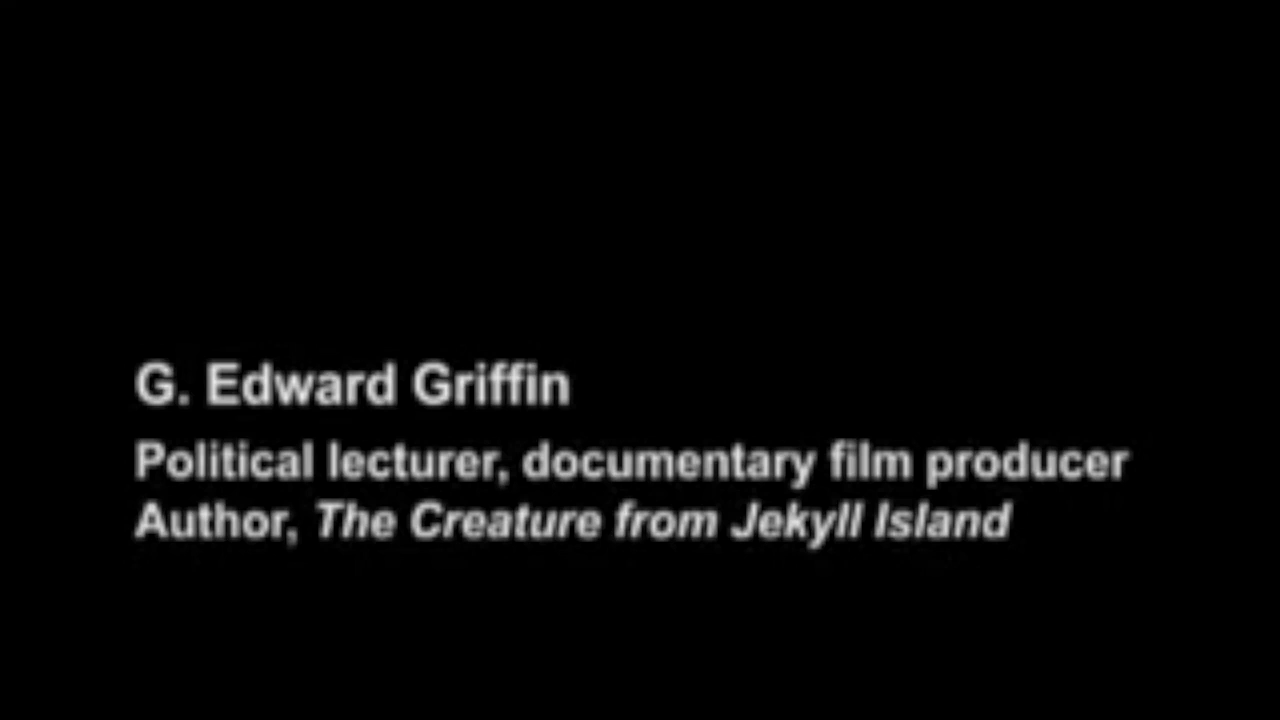 G. Edward Griffin
Political lecturer, documentary film producer
Author, The Creature from Jekyll Island